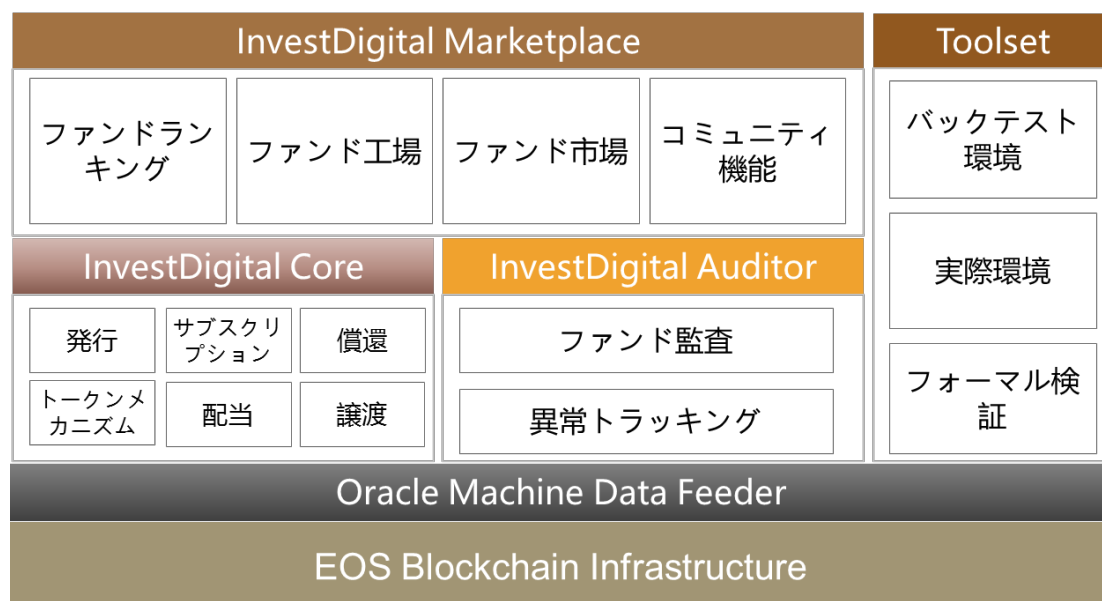 InvestDigital Marketplace
ファンドラン
キング
ファンド工場
ファンド市場
コミュニティ
機能
Toolset
バックテスト
環境
実際環境
フォーマル検
証
InvestDigital Core
発行
サブスクリ
プション
償還
トークンメ
カニズム
配当
譲渡
InvestDigital Auditor
ファンド監査
異常トラッキング
Oracle Machine Data Feeder
EOS Blockchain Infrastructure